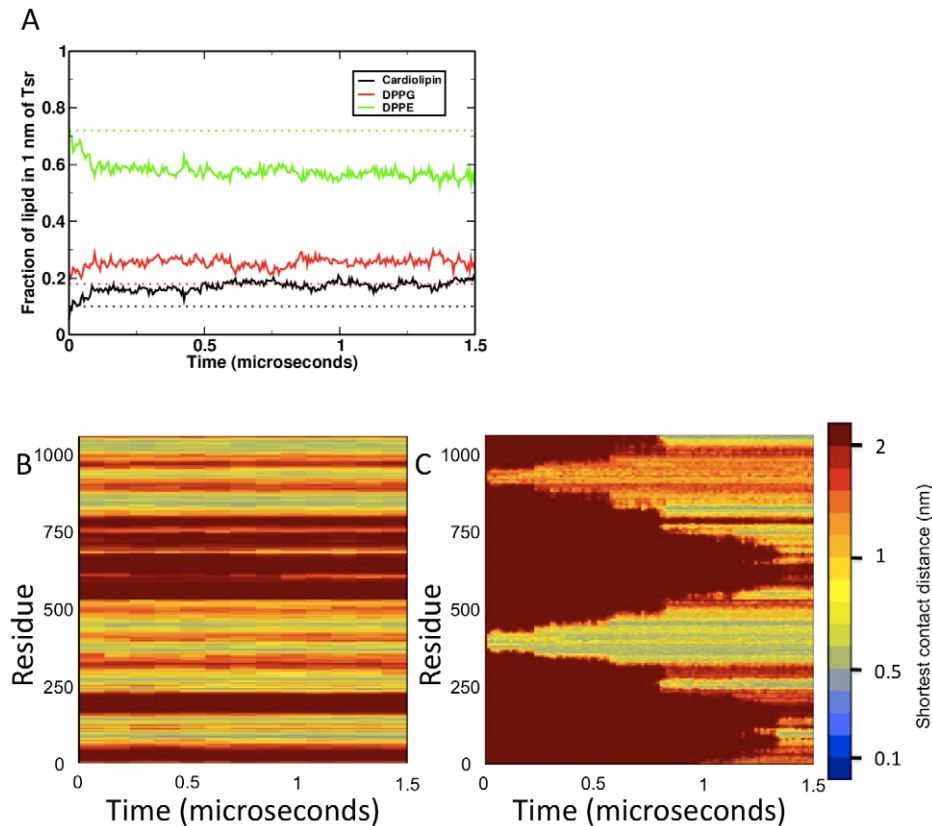 A
1
0.8
0.6
0.4
0.2
0
Fraction of lipid in 1 nm of Tsr
Cardiolipin
DPPG
DPPE
0 0.5 1 1.5
Time (microseconds)
B
1000
750
500
250
0
Residue
0 0.5 1 1.5
Time (microseconds)
C
1000
750
500
250
0
Residue
0 0.5 1 1.5
Time (microseconds)
2
1
0.5
0.1
Shortest contact distance (nm)